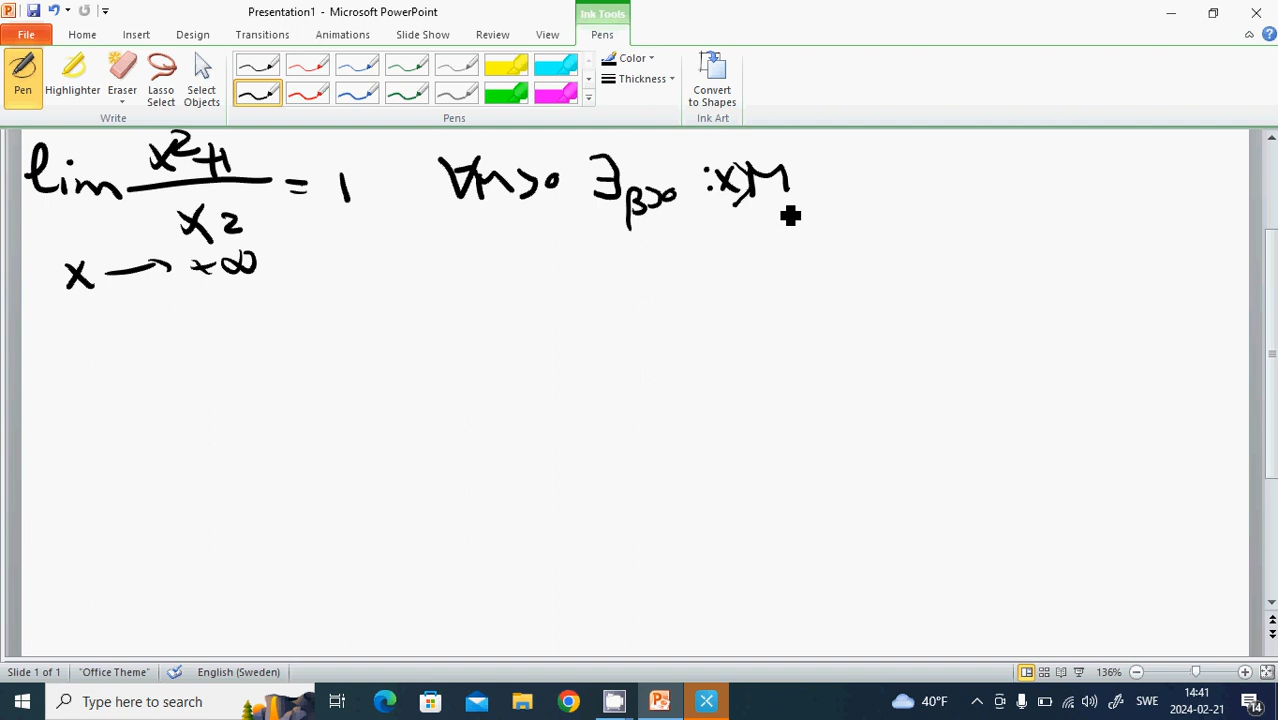 Presentation1 - Microsoft PowerPoint
Ink Tools
File Home Insert Design Transitions Animations Slide Show Review View Pens
Pen Highlighter Eraser Lasso Select Select Objects Color Thickness Convert to Shapes
Write Pens Ink Art
lim x²+1 / x2 = 1 ∀M>0 ∃β>0 :x>M
x → +∞
Slide 1 of 1 "Office Theme" English (Sweden) 136%
Type here to search 40°F SWE 14:41 2024-02-21 14